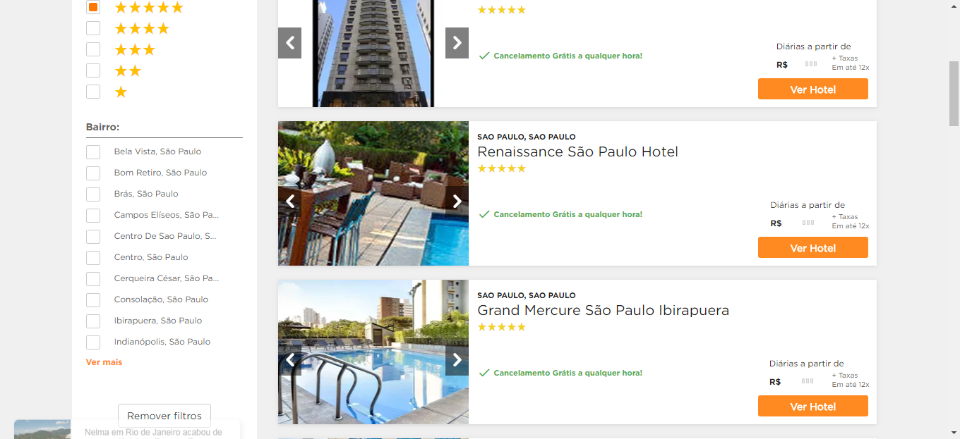 Bairro:
Bela Vista, São Paulo
Bom Retiro, São Paulo
Brás, São Paulo
Campos Elíseos, São Pa...
Centro De Sao Paulo, S...
Centro, São Paulo
Cerqueira César, São Pa...
Consolação, São Paulo
Ibirapuera, São Paulo
Indianópolis, São Paulo
Ver mais
Remover filtros
Nelma em Rio de Janeiro acabou de
Cancelamento Grátis a qualquer hora!
Diárias a partir de
R$
+ Taxas
Em até 12x
Ver Hotel
SAO PAULO, SAO PAULO
Renaissance São Paulo Hotel
Cancelamento Grátis a qualquer hora!
Diárias a partir de
R$
+ Taxas
Em até 12x
Ver Hotel
SAO PAULO, SAO PAULO
Grand Mercure São Paulo Ibirapuera
Cancelamento Grátis a qualquer hora!
Diárias a partir de
R$
+ Taxas
Em até 12x
Ver Hotel